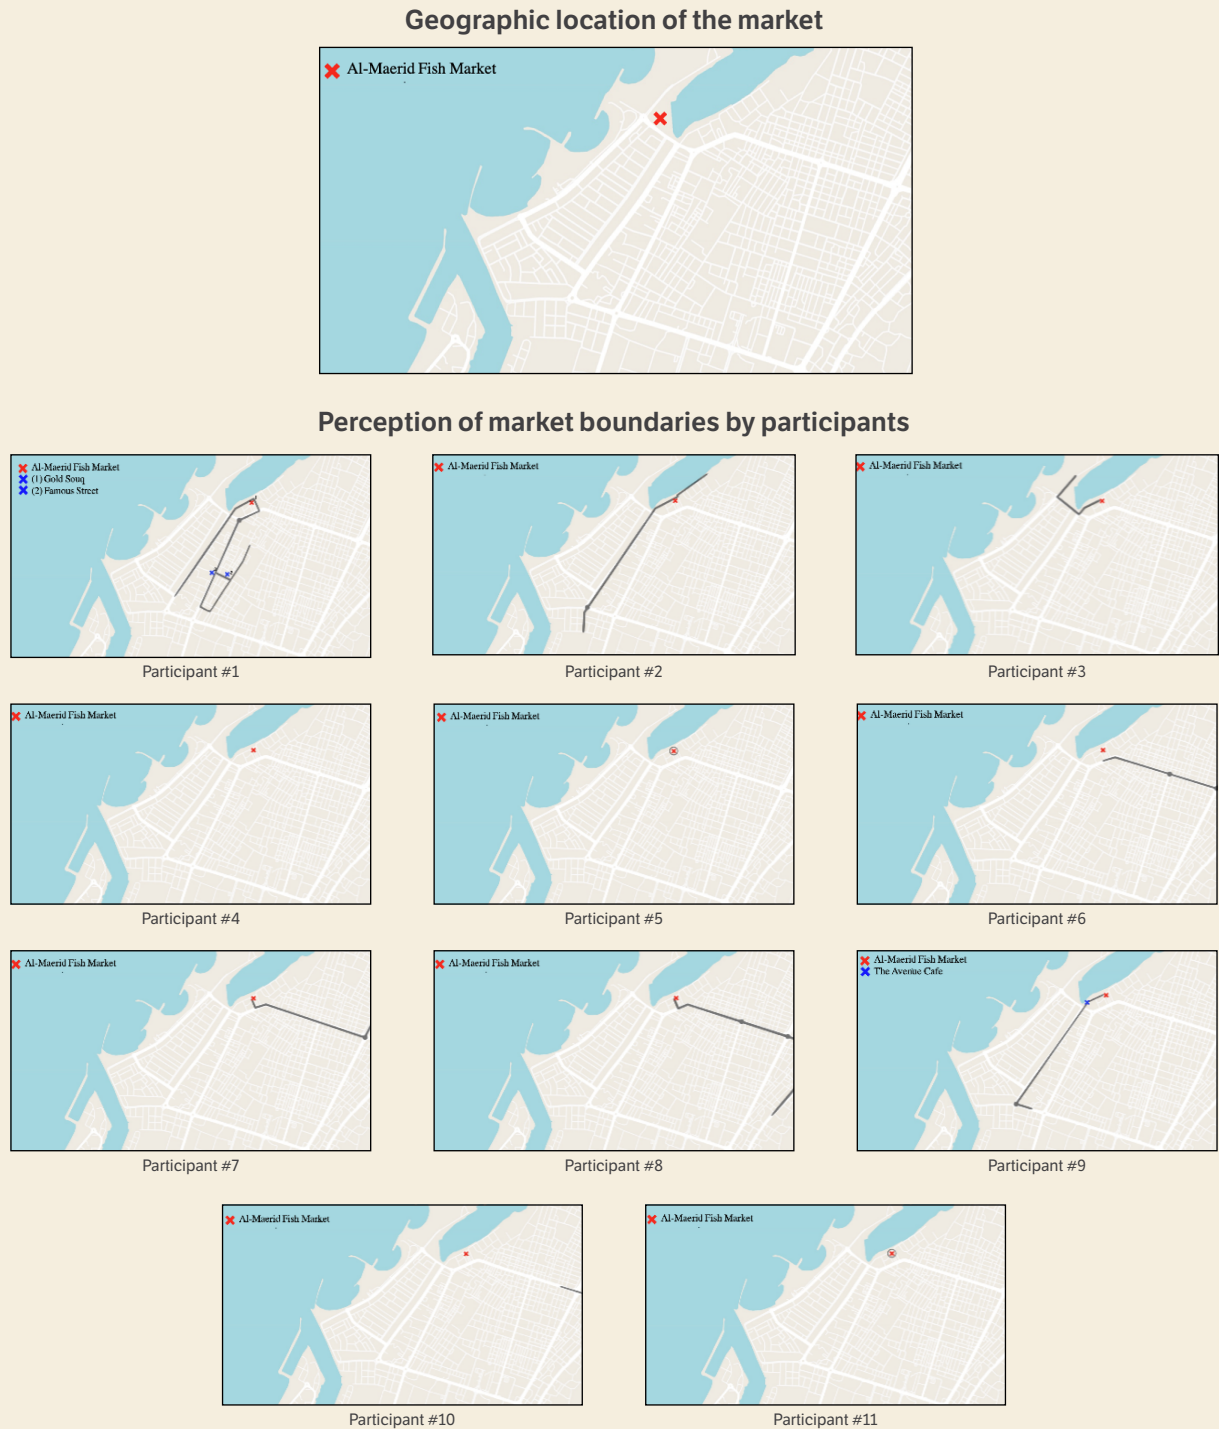 Geographic location of the market
Al-Maerid Fish Market
Perception of market boundaries by participants
Al-Maerid Fish Market
(1) Gold Souq
(2) Famous Street
Participant #1
Al-Maerid Fish Market
Participant #2
Al-Maerid Fish Market
Participant #3
Al-Maerid Fish Market
Participant #4
Al-Maerid Fish Market
Participant #5
Al-Maerid Fish Market
Participant #6
Al-Maerid Fish Market
Participant #7
Al-Maerid Fish Market
Participant #8
Al-Maerid Fish Market
The Avenue Cafe
Participant #9
Al-Maerid Fish Market
Participant #10
Al-Maerid Fish Market
Participant #11